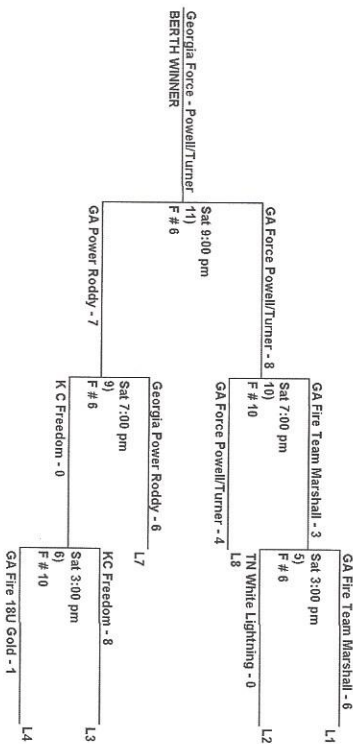 Georgia Force - Powell/Turner
BERTH WINNER
GA Force Powell/Turner - 8
Sat 9:00 pm
11)
F # 6
GA Power Roddy - 7
GA Fire Team Marshall - 3
Sat 7:00 pm
10)
F # 10
GA Force Powell/Turner - 4
L8
Georgia Power Roddy - 6
L7
Sat 7:00 pm
9)
F # 6
K C Freedom - 0
GA Fire Team Marshall - 6
L1
Sat 3:00 pm
5)
F # 6
TN White Lightning - 0
L2
KC Freedom - 8
L3
Sat 3:00 pm
6)
F # 10
GA Fire 18U Gold - 1
L4